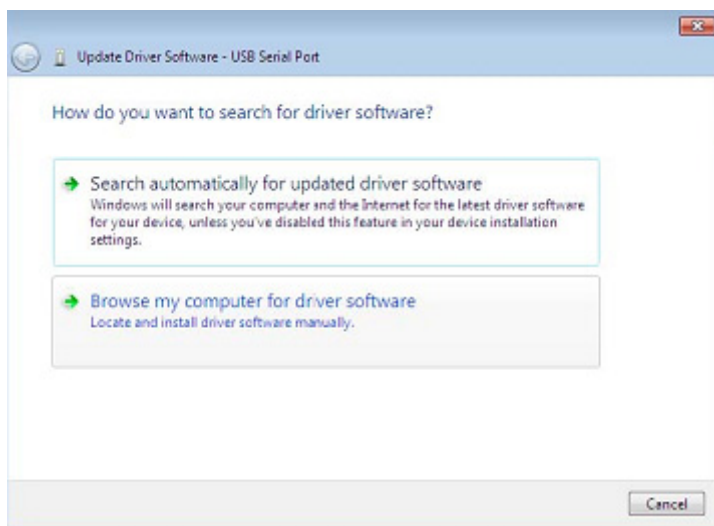 Update Driver Software - USB Serial Port
How do you want to search for driver software?
Search automatically for updated driver software
Windows will search your computer and the Internet for the latest driver software
for your device, unless you've disabled this feature in your device installation
settings.
Browse my computer for driver software
Locate and install driver software manually.
Cancel